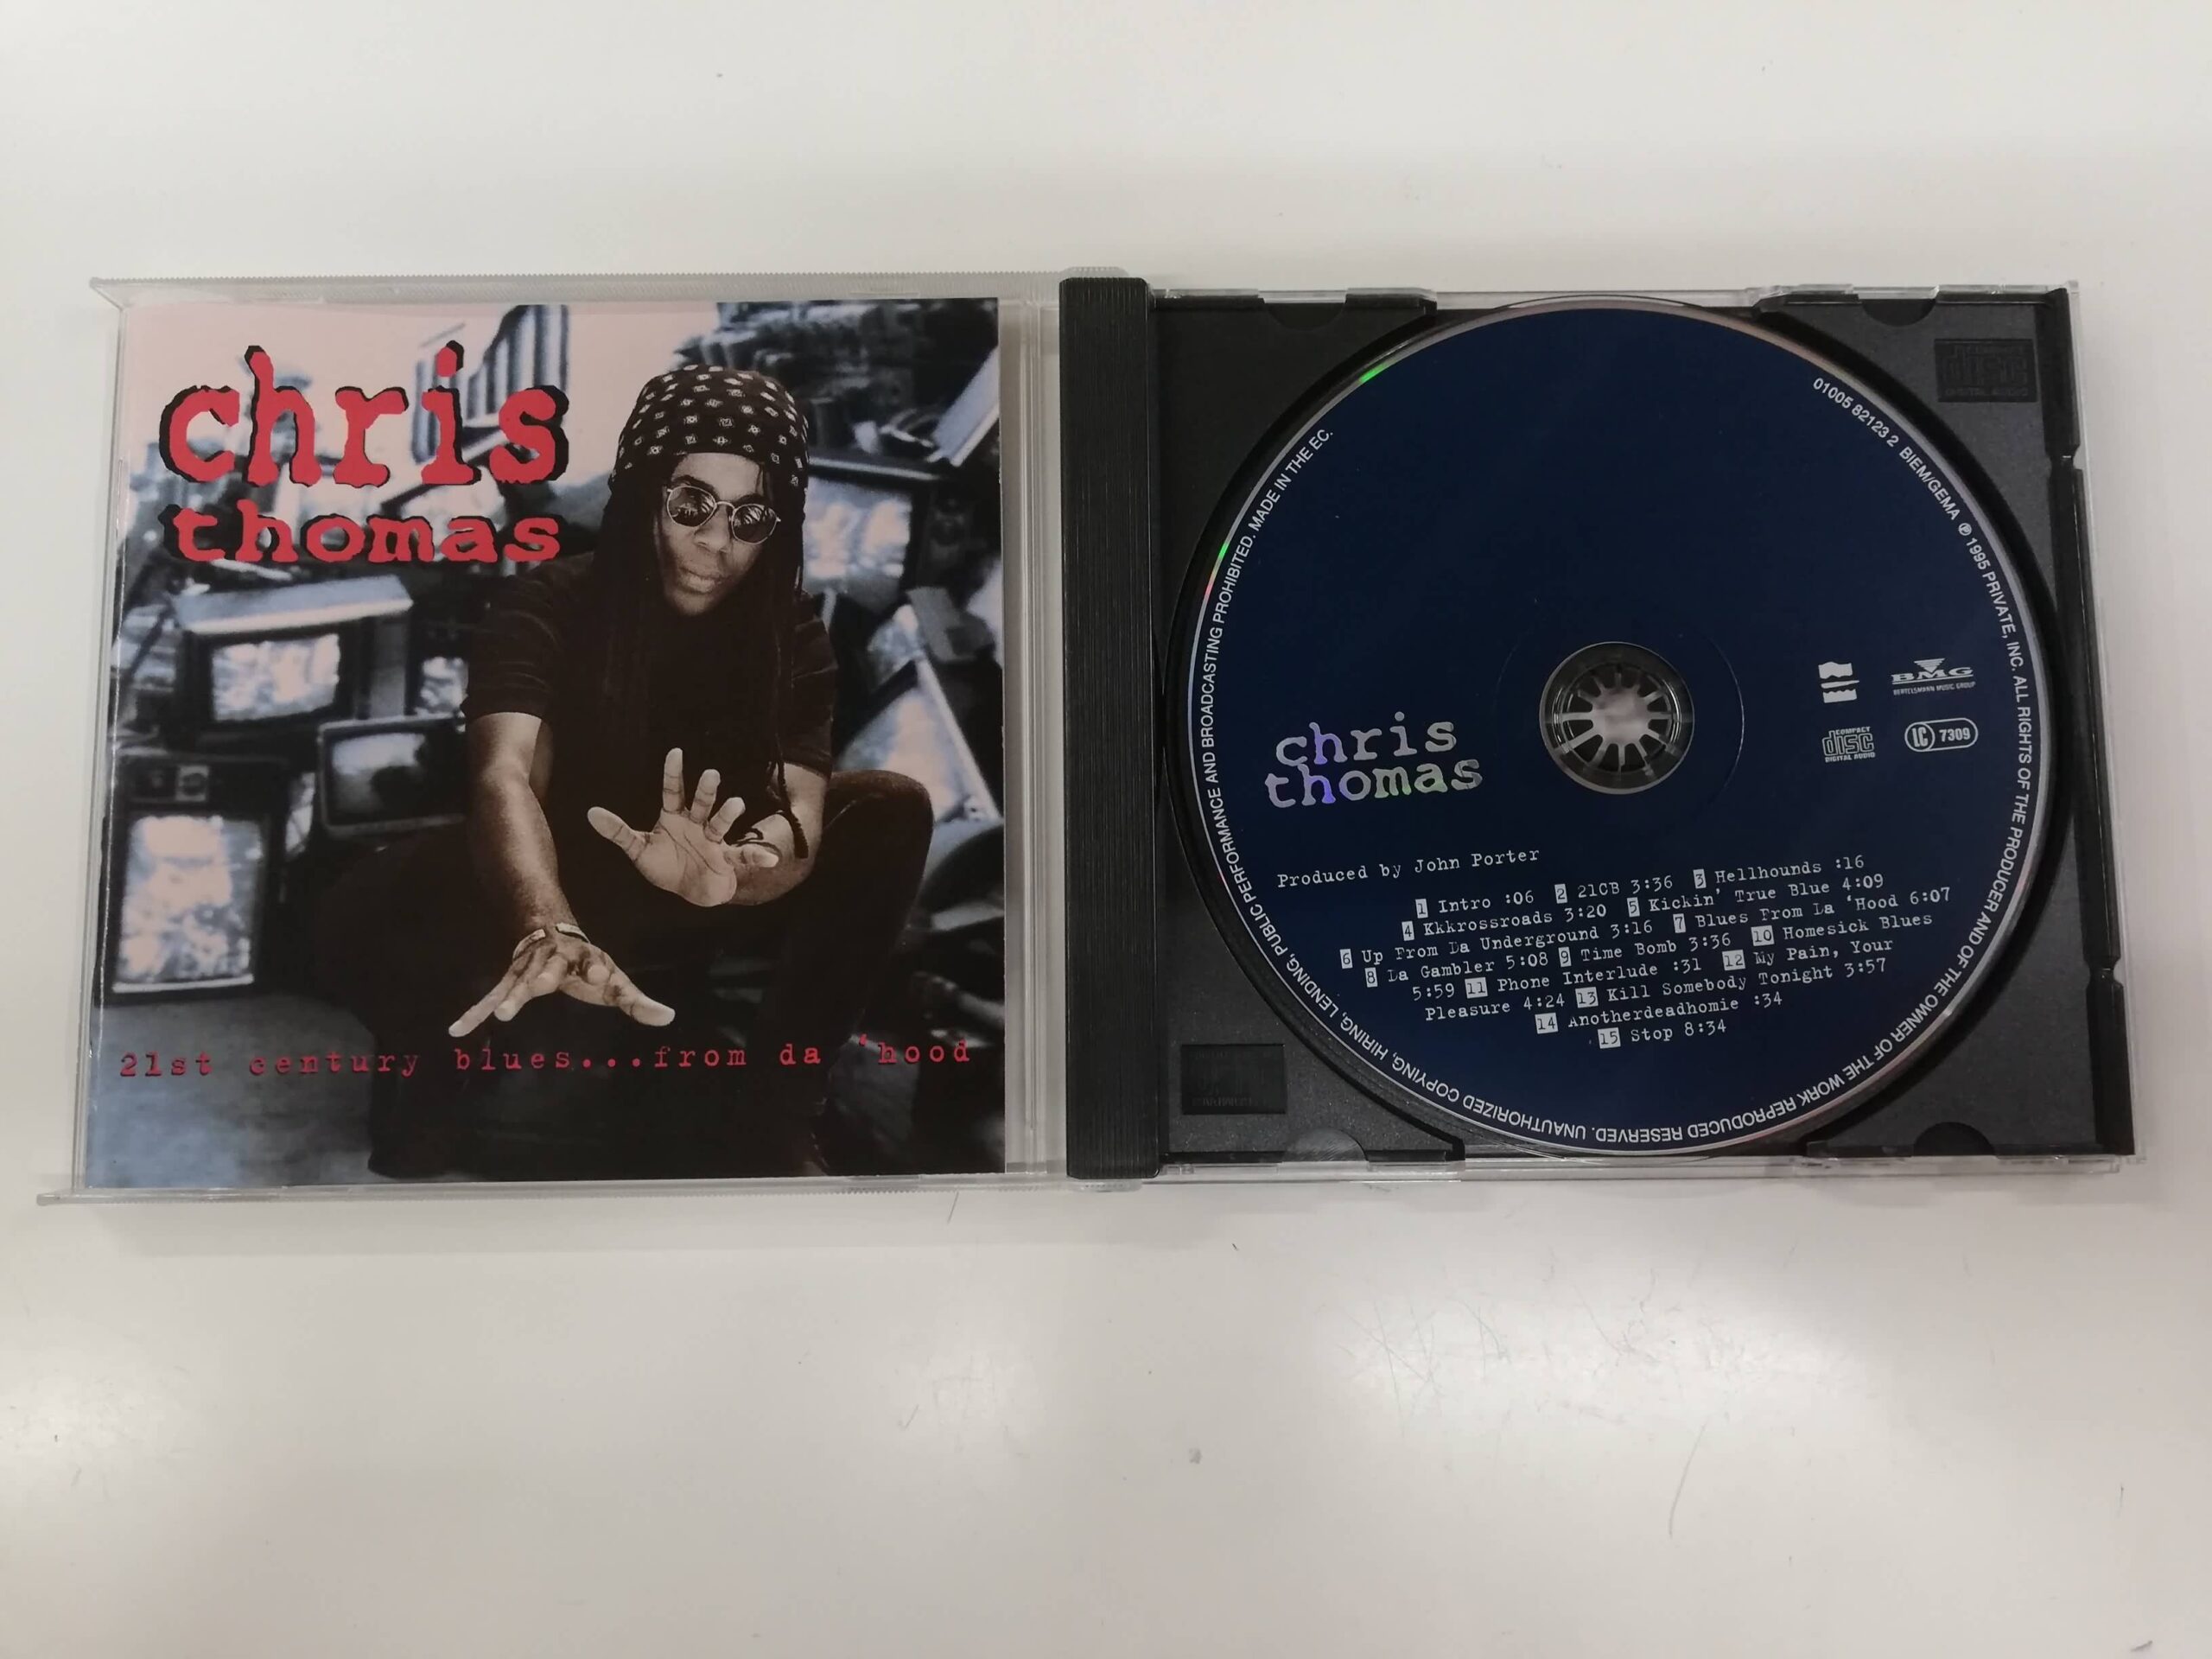 chris
thomas
21st century blues...from da 'hood
chris
thomas
Produced by John Porter
1 Intro :06 2 21CB 3:36 3 Hellhounds :16
4 Kkkrossroads 3:20 5 Kickin' True Blue 4:09
6 Up From Da Underground 3:16 7 Blues From Da 'Hood 6:07
8 Da Gambler 5:08 9 Time Bomb 3:36 10 Homesick Blues
5:59 11 Phone Interlude :31 12 My Pain, Your
Pleasure 4:24 13 Kill Somebody Tonight 3:57
14 Anotherdeadhomie :34
15 Stop 8:34
BMG
BERTELSMANN MUSIC GROUP
COMPACT
disc
DIGITAL AUDIO
LC 7309
01005 82123 2 BIEM/GEMA ℗ 1995 PRIVATE, INC. ALL RIGHTS OF THE PRODUCER AND OF THE OWNER OF THE WORK REPRODUCED RESERVED. UNAUTHORIZED COPYING, HIRING, LENDING, PUBLIC PERFORMANCE AND BROADCASTING PROHIBITED. MADE IN THE EC.